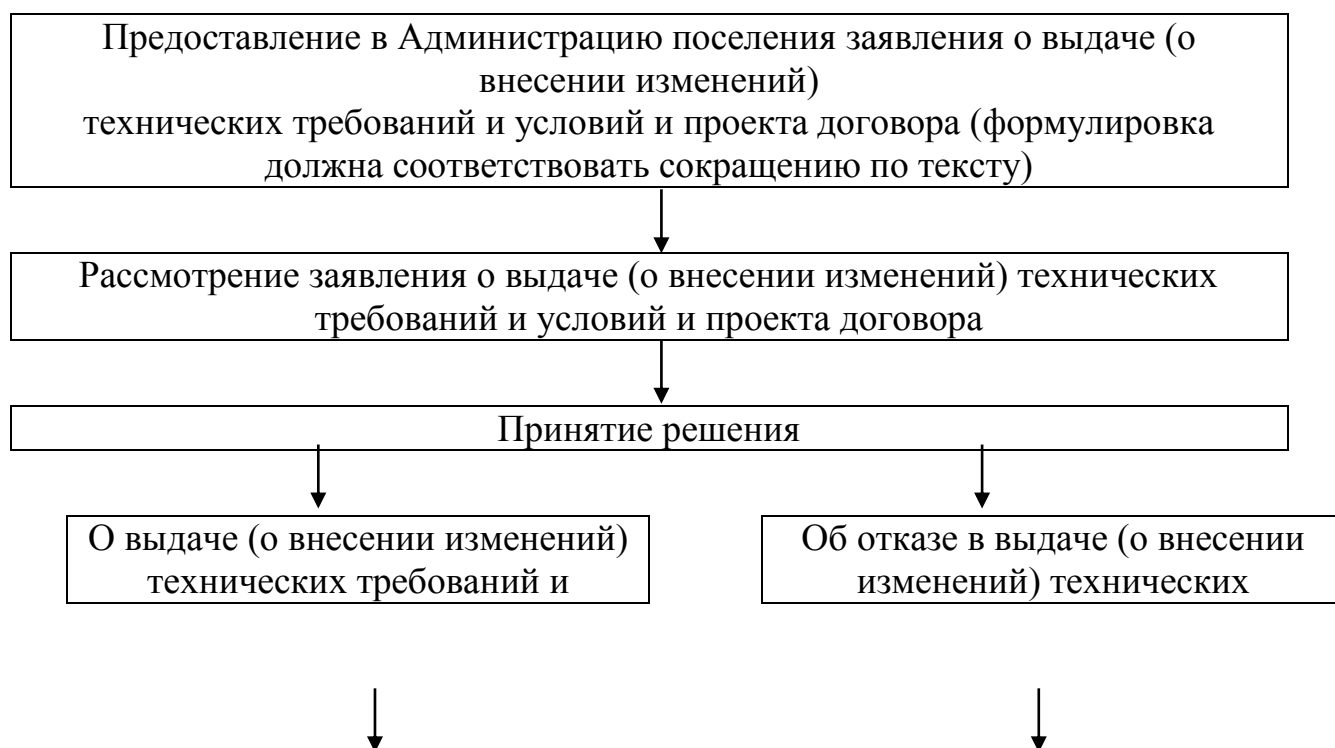 Предоставление в Администрацию поселения заявления о выдаче (о
внесении изменений)
технических требований и условий и проекта договора (формулировка
должна соответствовать сокращению по тексту)
Рассмотрение заявления о выдаче (о внесении изменений) технических
требований и условий и проекта договора
Принятие решения
О выдаче (о внесении изменений)
технических требований и
Об отказе в выдаче (о внесении
изменений) технических